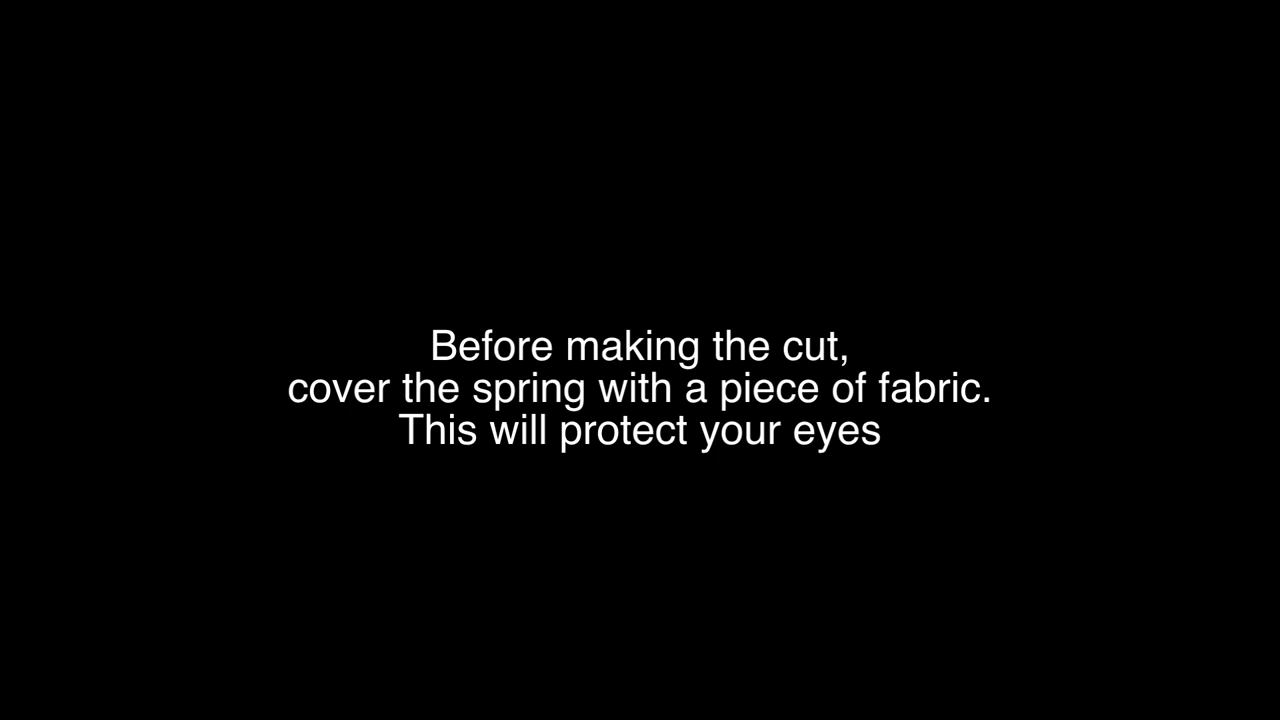 Before making the cut,
cover the spring with a piece of fabric.
This will protect your eyes